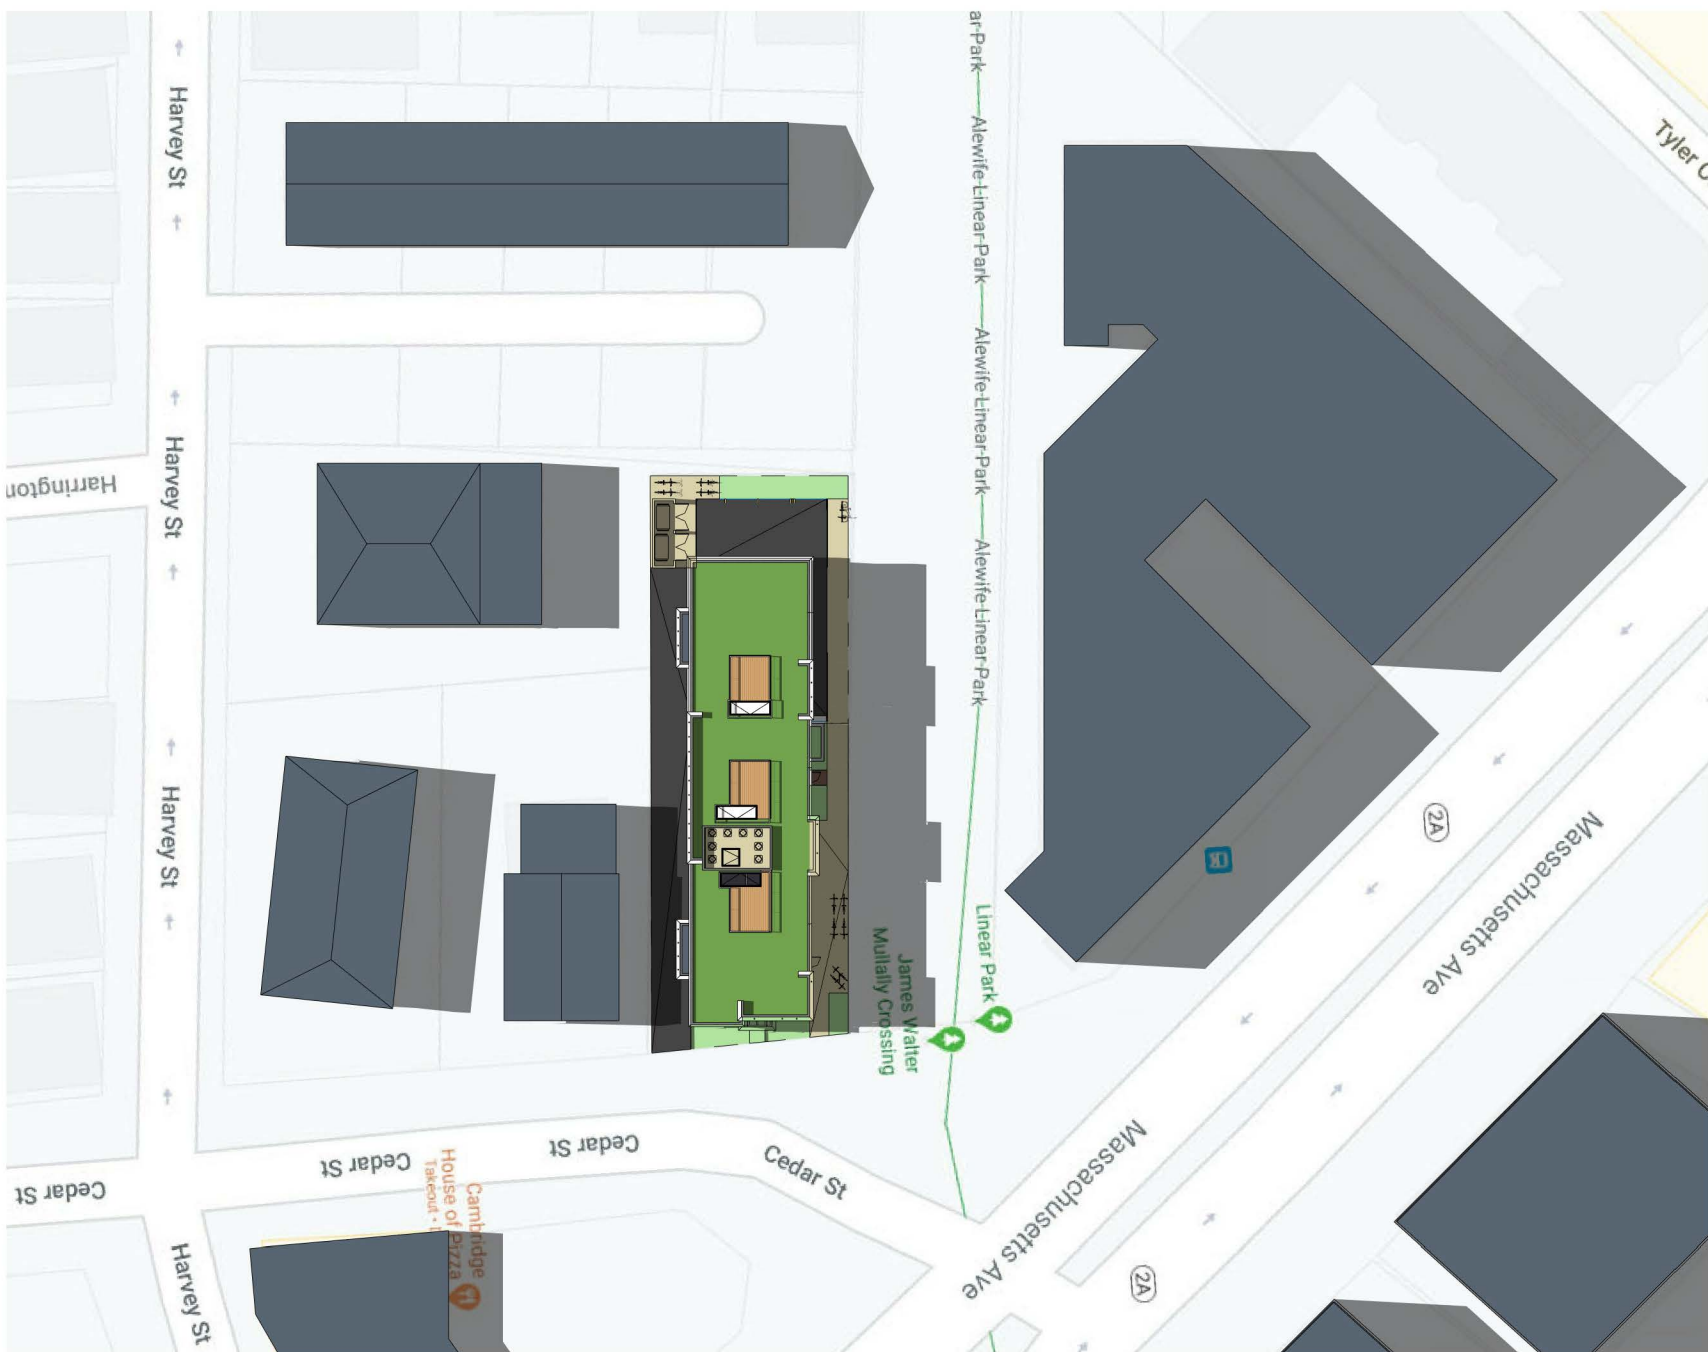 ar-Park
Alewife-Linear-Park
Alewife-Linear-Park
Alewife-Linear-Park
Harvey St
Harvey St
Harvey St
Harvey St
Harrington
Tyler
Massachusetts Ave
Massachusetts Ave
2A
2A
Linear Park
James Walter
Mullally Crossing
Cedar St
Cedar St
Cedar St
Cedar St
Cambridge
House of Pizza
Takeout